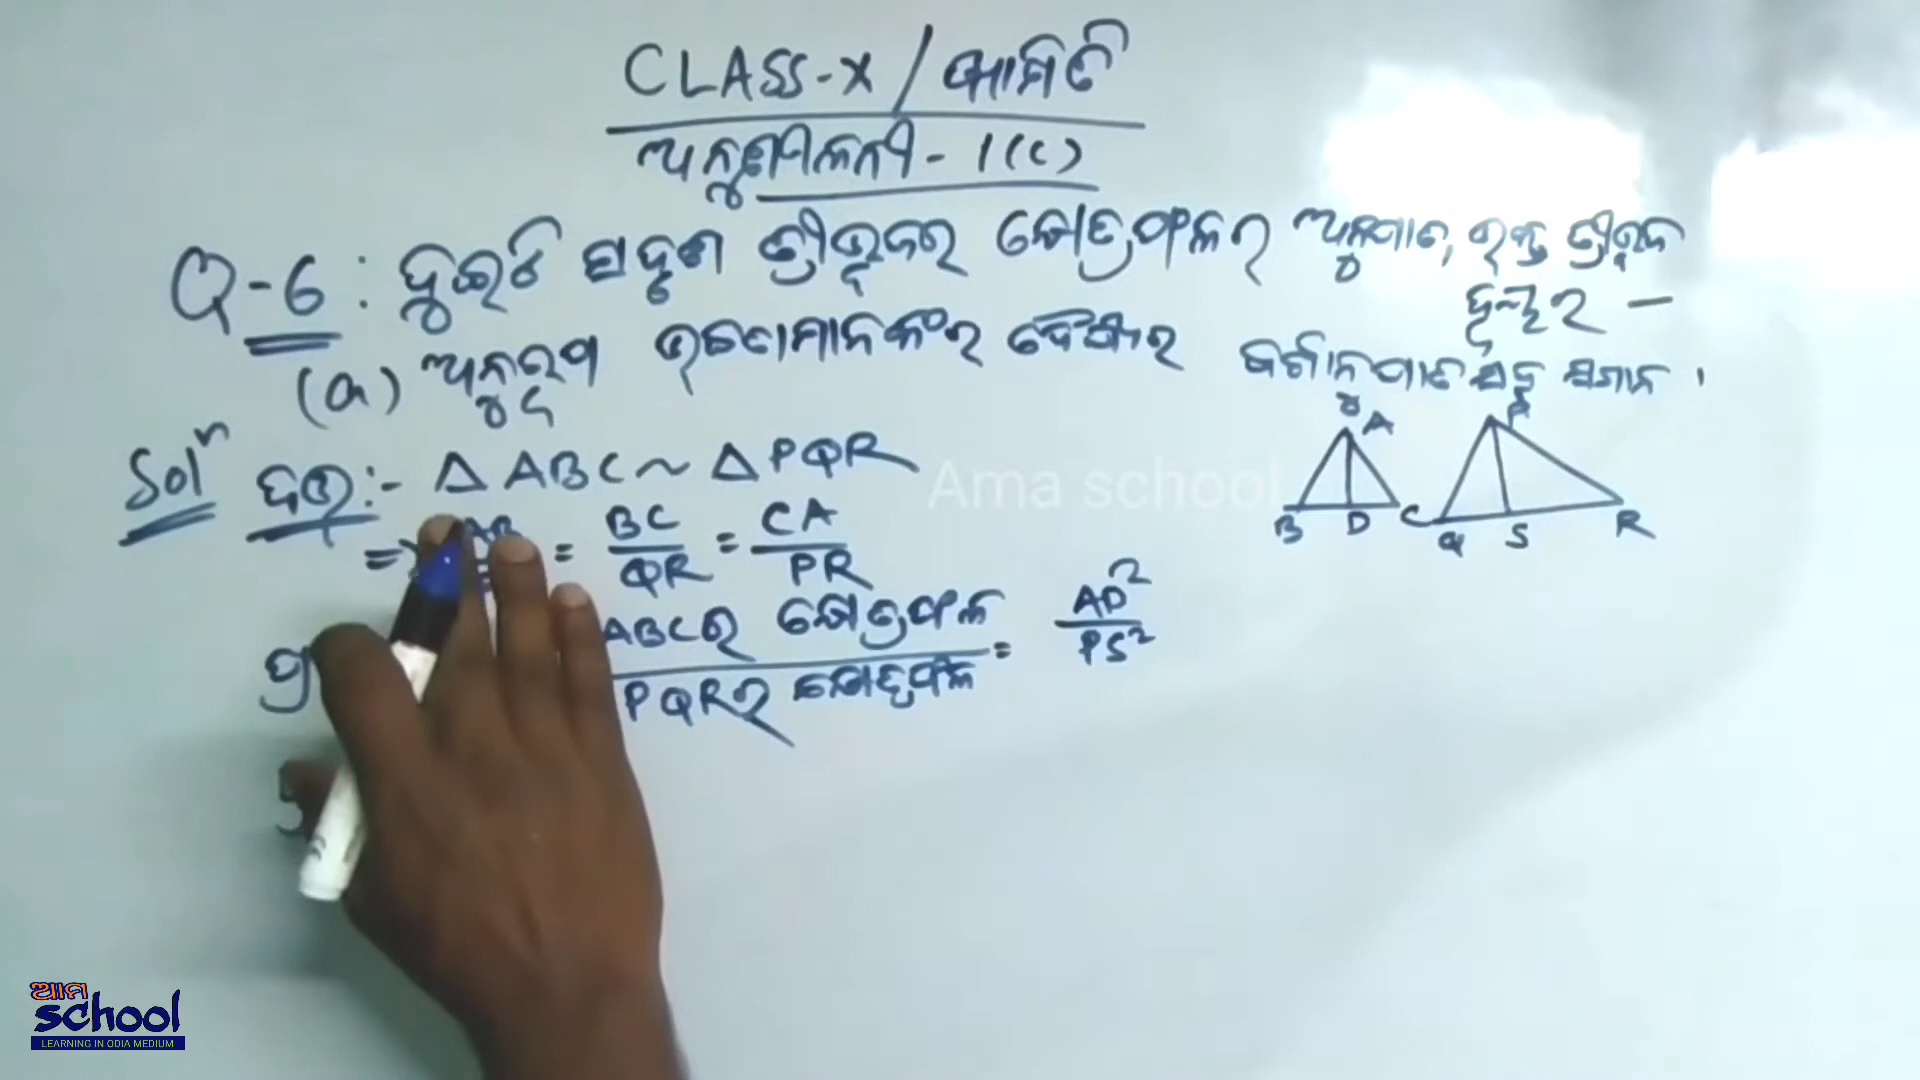 CLASS-X / ଜ୍ୟାମିତି
ଅନୁଶୀଳନୀ - 1(c)
Q-6 : ଦୁଇଟି ସଦୃଶ ତ୍ରିଭୁଜର କ୍ଷେତ୍ରଫଳର ଅନୁପାତ, ଉକ୍ତ ତ୍ରିଭୁଜ
ଦ୍ୱୟର —
(a) ଅନୁରୂପ ଉଚ୍ଚତାମାନଙ୍କର ଦୈର୍ଘ୍ୟର ବର୍ଗାନୁପାତ ସହ ସମାନ ।
Solⁿ ଦତ୍ତ :- Δ ABC ~ Δ PQR
Ama school
= AB = BC/QR = CA/PR
ABCର କ୍ଷେତ୍ରଫଳ / PQRର କ୍ଷେତ୍ରଫଳ = AD²/PS²
A
B D C
P
Q S R
ଆମ
school
LEARNING IN ODIA MEDIUM